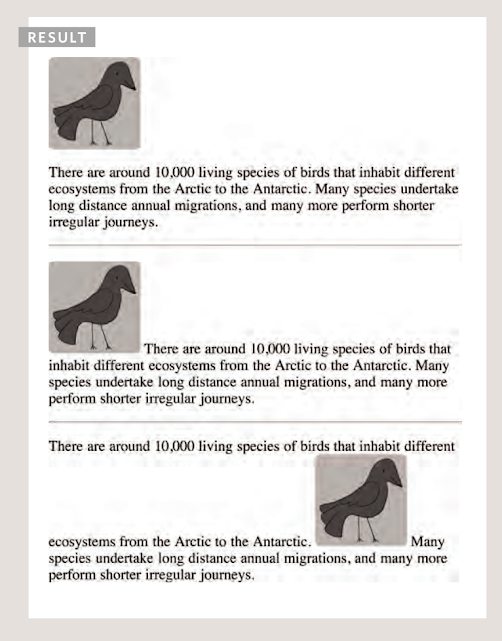 RESULT
There are around 10,000 living species of birds that inhabit different
ecosystems from the Arctic to the Antarctic. Many species undertake
long distance annual migrations, and many more perform shorter
irregular journeys.
There are around 10,000 living species of birds that
inhabit different ecosystems from the Arctic to the Antarctic. Many
species undertake long distance annual migrations, and many more
perform shorter irregular journeys.
There are around 10,000 living species of birds that inhabit different
ecosystems from the Arctic to the Antarctic. Many
species undertake long distance annual migrations, and many more
perform shorter irregular journeys.